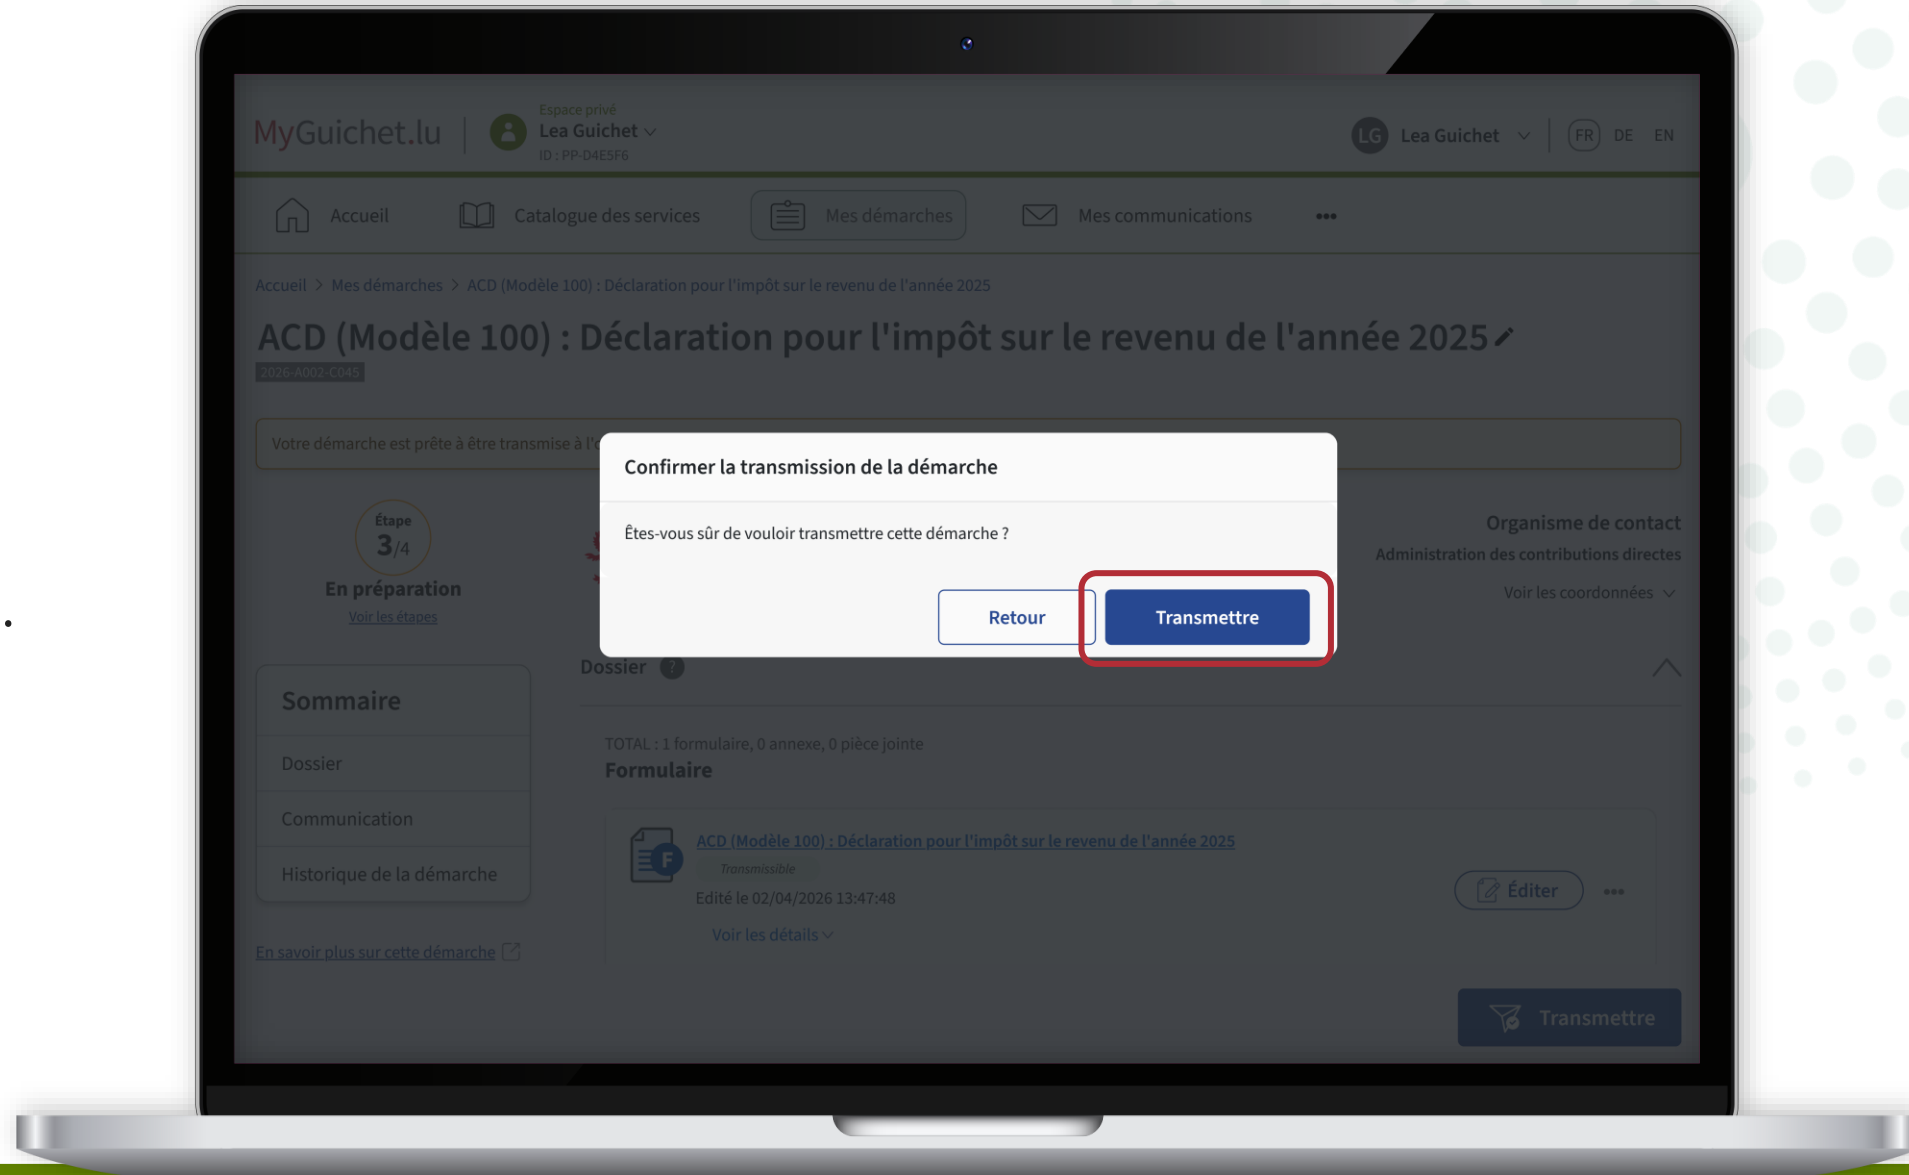 Espace privé
MyGuichet.lu
Lea Guichet
ID : PP-D4E5F6
LG Lea Guichet
FR DE EN
Accueil
Catalogue des services
Mes démarches
Mes communications
Accueil > Mes démarches > ACD (Modèle 100) : Déclaration pour l'impôt sur le revenu de l'année 2025
ACD (Modèle 100) : Déclaration pour l'impôt sur le revenu de l'année 2025
2026-A002-C045
Votre démarche est prête à être transmise à l'
Confirmer la transmission de la démarche
Êtes-vous sûr de vouloir transmettre cette démarche ?
Retour
Transmettre
Étape
3/4
En préparation
Voir les étapes
Organisme de contact
Administration des contributions directes
Voir les coordonnées
.
Sommaire
Dossier
Communication
Historique de la démarche
En savoir plus sur cette démarche
Dossier ?
TOTAL : 1 formulaire, 0 annexe, 0 pièce jointe
Formulaire
F
ACD (Modèle 100) : Déclaration pour l'impôt sur le revenu de l'année 2025
Transmissible
Edité le 02/04/2026 13:47:48
Voir les détails
Éditer
Transmettre